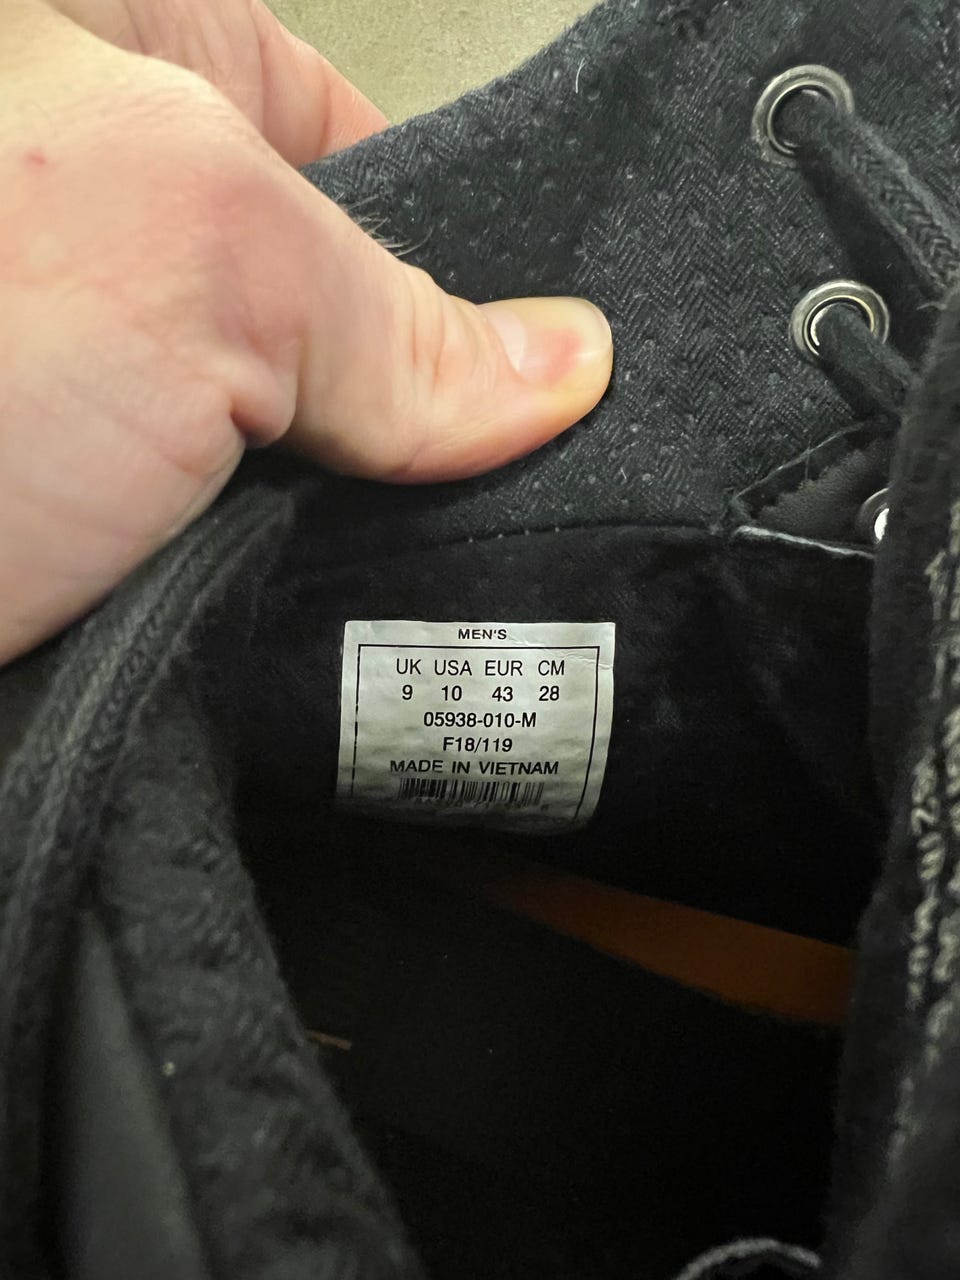 MEN'S
UK USA EUR CM
9 10 43 28
05938-010-M
F18/119
MADE IN VIETNAM